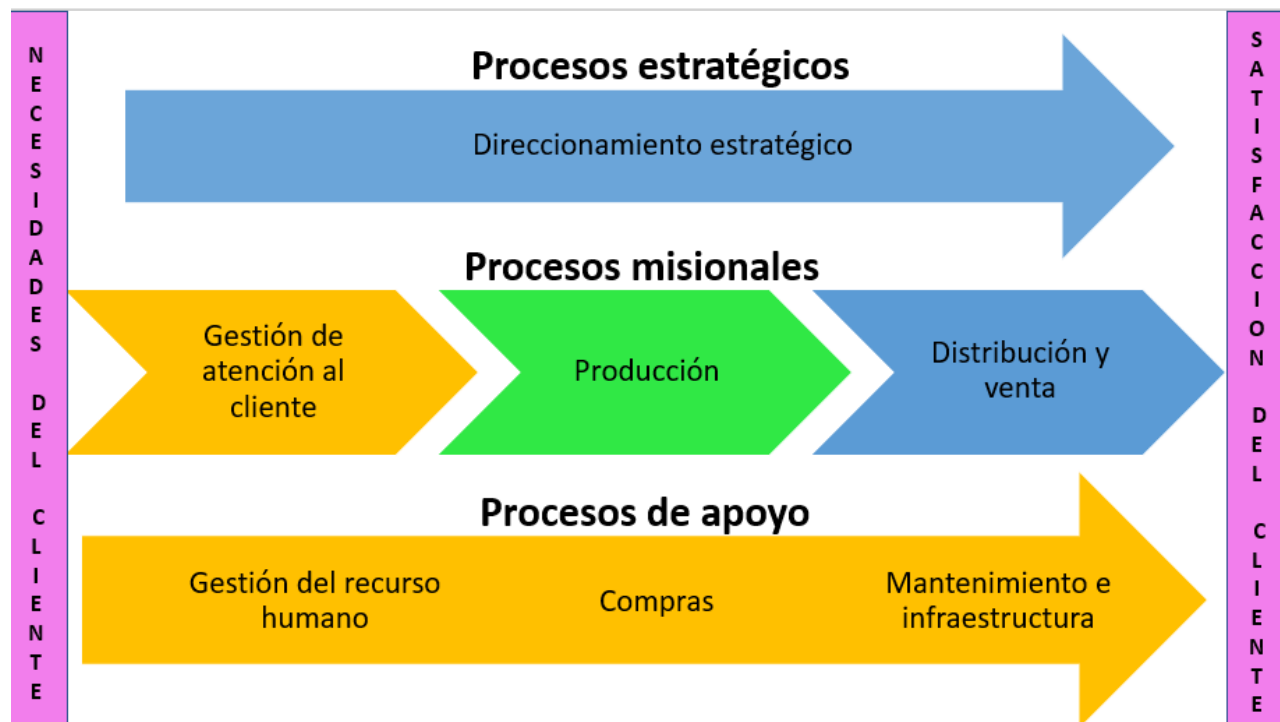 NECESIDADES DEL CLIENTE
Procesos estratégicos
Direccionamiento estratégico
Procesos misionales
Gestión de
atención al
cliente
Producción
Distribución y
venta
Procesos de apoyo
Gestión del recurso
humano
Compras
Mantenimiento e
infraestructura
SATISFACCION DEL CLIENTE